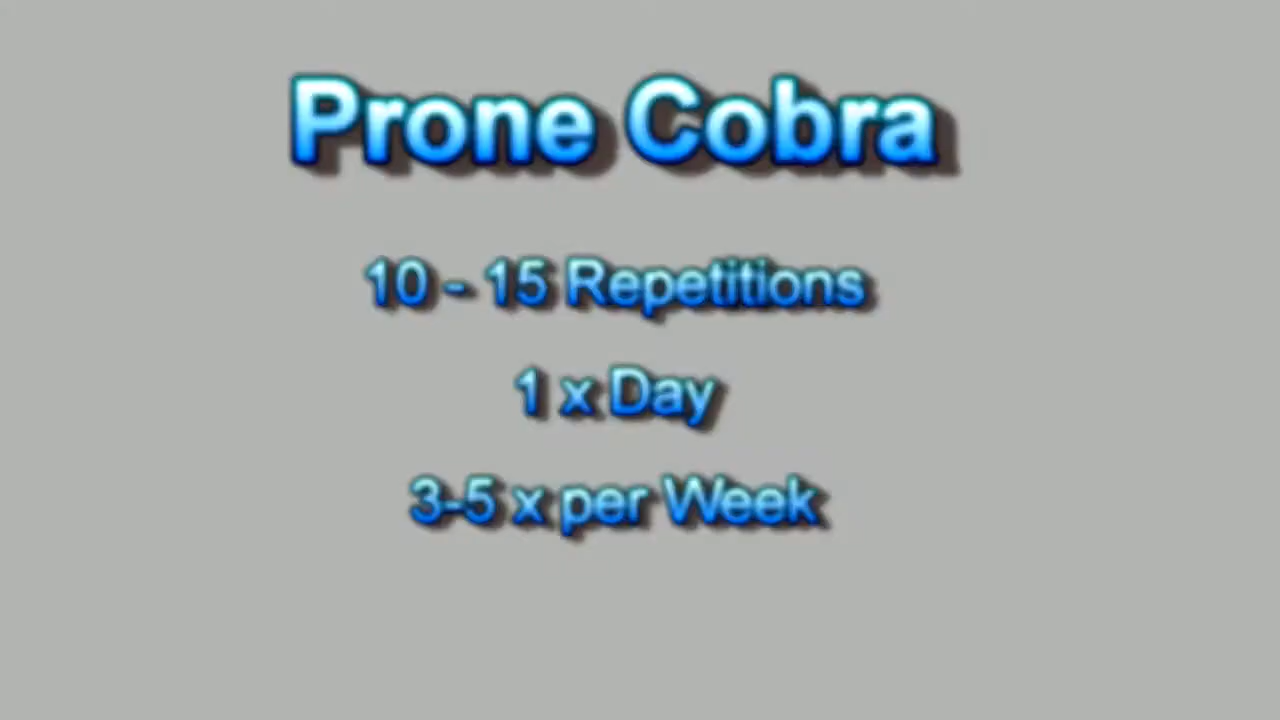 Prone Cobra
10 - 15 Repetitions
1 x Day
3-5 x per Week